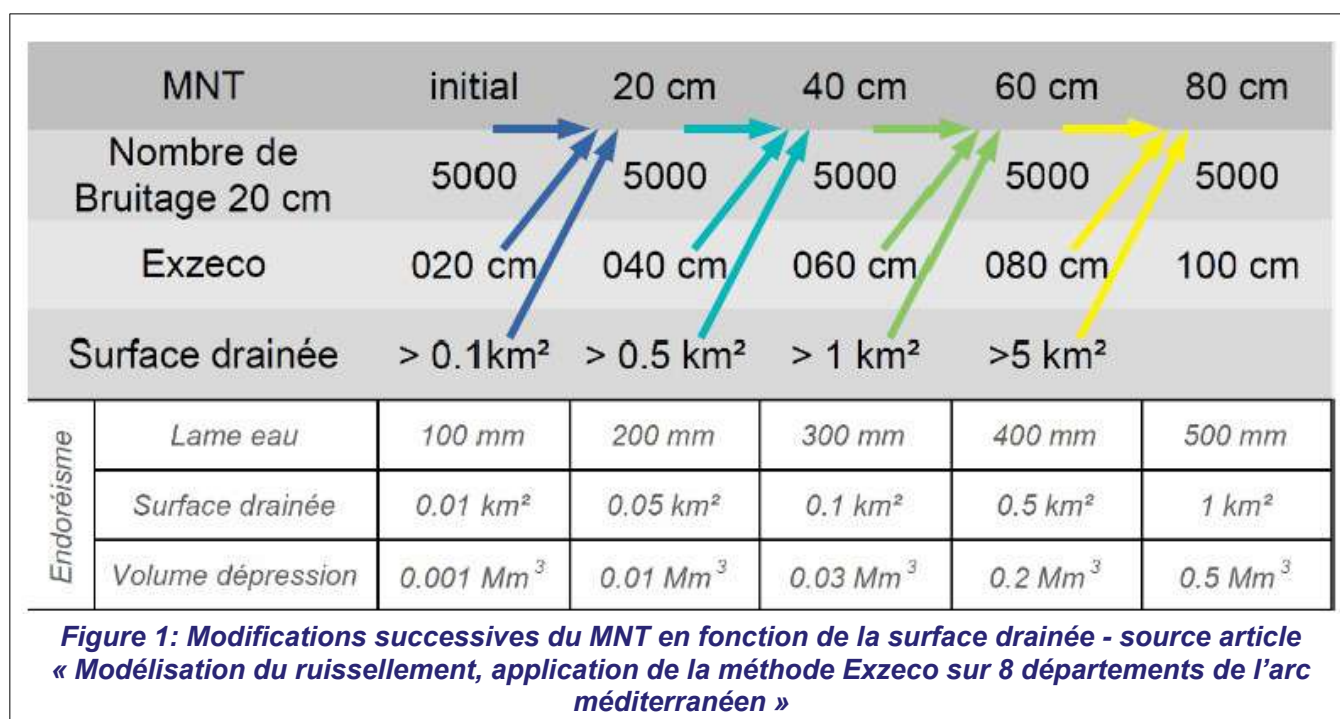 MNT initial 20 cm 40 cm 60 cm 80 cm
Nombre de
Bruitage 20 cm 5000 5000 5000 5000 5000
Exzeco 020 cm 040 cm 060 cm 080 cm 100 cm
Surface drainée > 0.1km² > 0.5 km² > 1 km² >5 km²
Endoréisme
Lame eau 100 mm 200 mm 300 mm 400 mm 500 mm
Surface drainée 0.01 km² 0.05 km² 0.1 km² 0.5 km² 1 km²
Volume dépression 0.001 Mm³ 0.01 Mm³ 0.03 Mm³ 0.2 Mm³ 0.5 Mm³
Figure 1: Modifications successives du MNT en fonction de la surface drainée - source article
« Modélisation du ruissellement, application de la méthode Exzeco sur 8 départements de l’arc
méditerranéen »